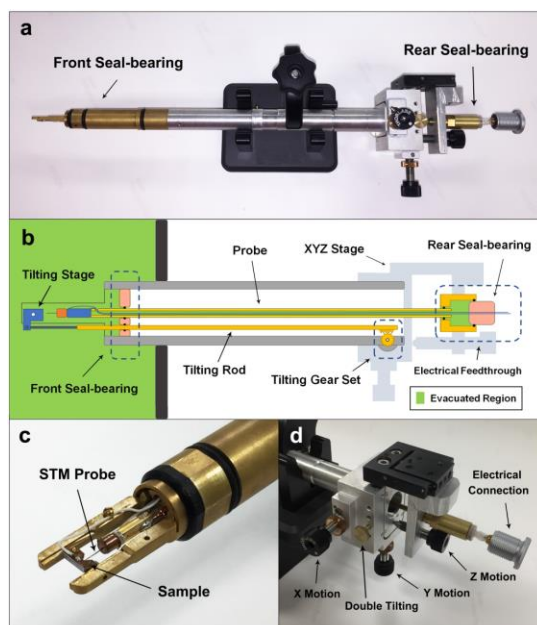 a
Front Seal-bearing
Rear Seal-bearing
b
Tilting Stage
Probe
XYZ Stage
Rear Seal-bearing
Front Seal-bearing
Tilting Rod
Tilting Gear Set
Electrical Feedthrough
Evacuated Region
c
STM Probe
Sample
d
Electrical
Connection
Z Motion
X Motion
Y Motion
Double Tilting